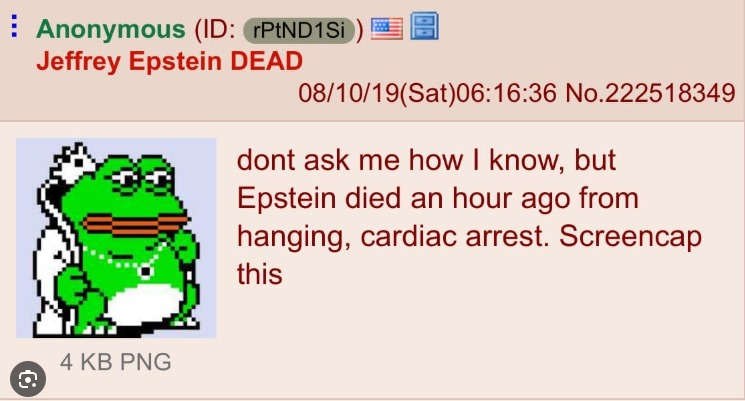 Anonymous (ID: rPtND1Si)
Jeffrey Epstein DEAD
08/10/19(Sat)06:16:36 No.222518349
dont ask me how I know, but
Epstein died an hour ago from
hanging, cardiac arrest. Screencap
this
4 KB PNG